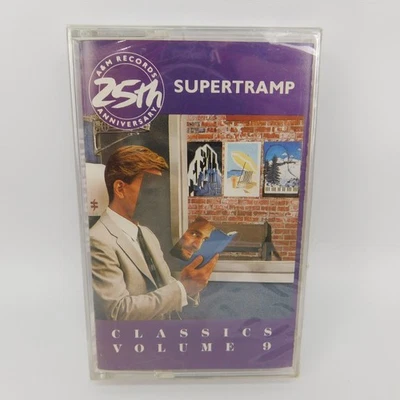 A&M RECORDS
25th
ANNIVERSARY
SUPERTRAMP
CLASSICS
VOLUME 9